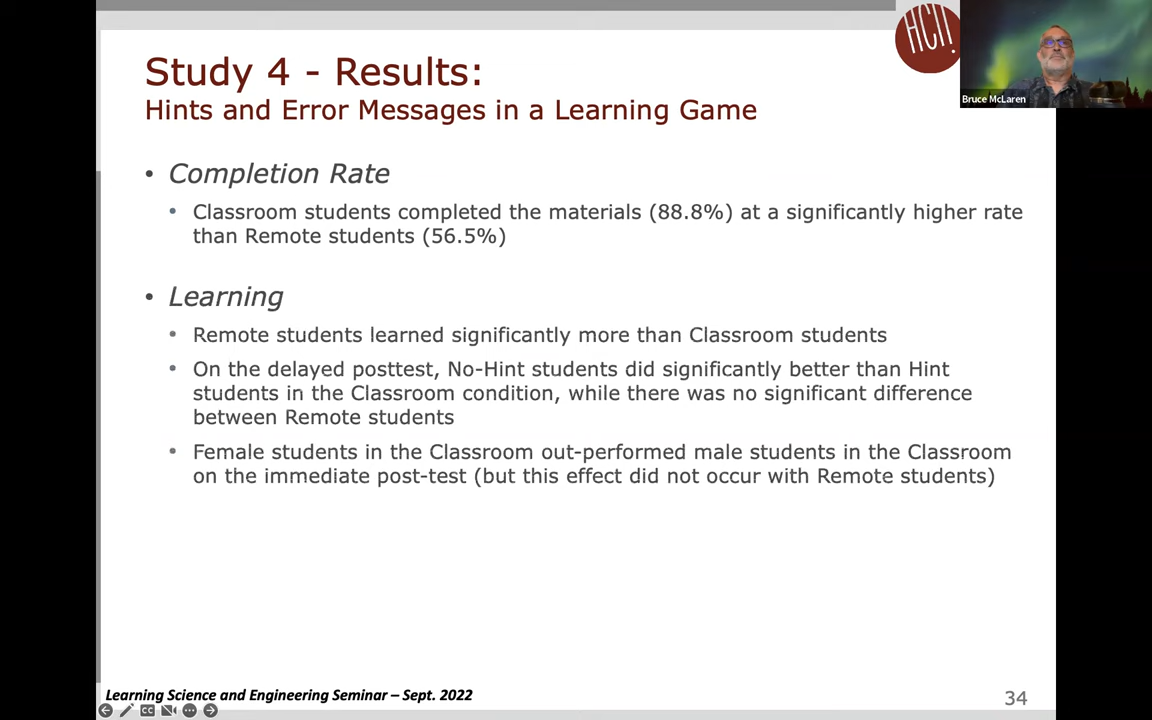 HCII
Bruce McLaren
Study 4 - Results:
Hints and Error Messages in a Learning Game
• Completion Rate
• Classroom students completed the materials (88.8%) at a significantly higher rate
than Remote students (56.5%)
• Learning
• Remote students learned significantly more than Classroom students
• On the delayed posttest, No-Hint students did significantly better than Hint
students in the Classroom condition, while there was no significant difference
between Remote students
• Female students in the Classroom out-performed male students in the Classroom
on the immediate post-test (but this effect did not occur with Remote students)
Learning Science and Engineering Seminar – Sept. 2022
34
CC